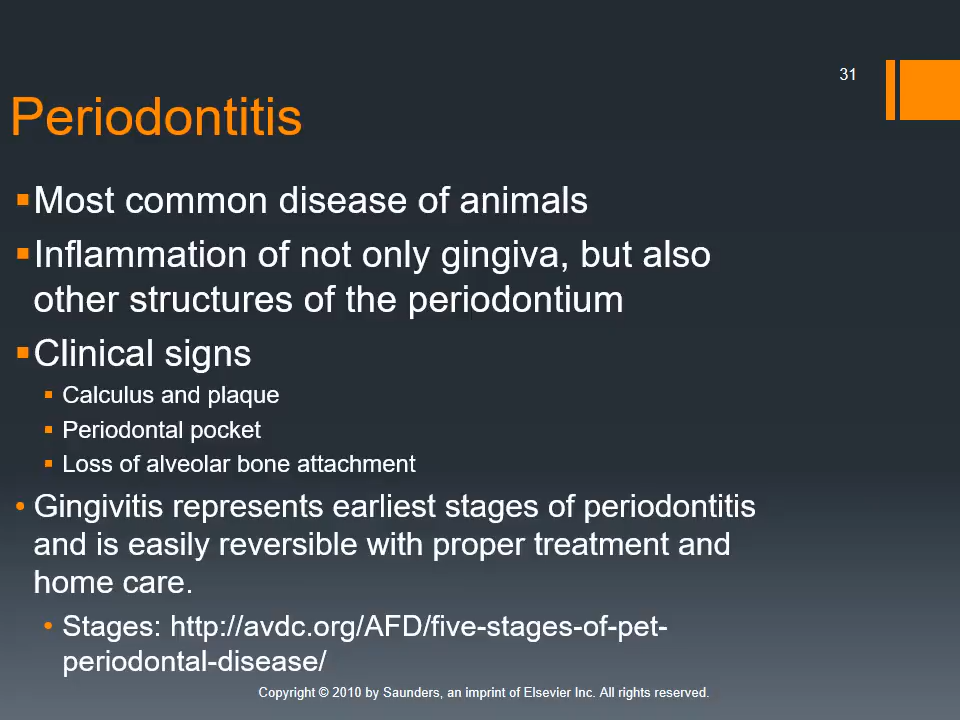 31
Periodontitis
Most common disease of animals
Inflammation of not only gingiva, but also
other structures of the periodontium
Clinical signs
Calculus and plaque
Periodontal pocket
Loss of alveolar bone attachment
Gingivitis represents earliest stages of periodontitis
and is easily reversible with proper treatment and
home care.
Stages: http://avdc.org/AFD/five-stages-of-pet-
periodontal-disease/
Copyright © 2010 by Saunders, an imprint of Elsevier Inc. All rights reserved.